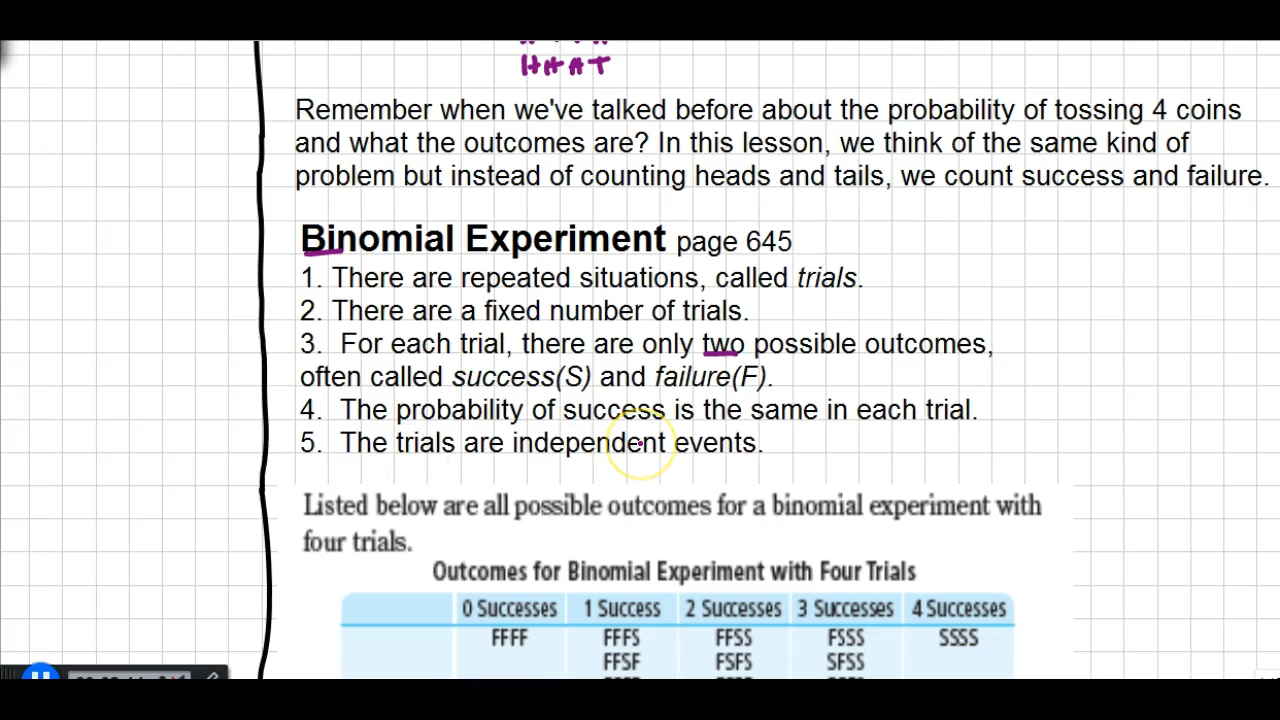 HHHT
Remember when we've talked before about the probability of tossing 4 coins
and what the outcomes are? In this lesson, we think of the same kind of
problem but instead of counting heads and tails, we count success and failure.
Binomial Experiment page 645
1. There are repeated situations, called trials.
2. There are a fixed number of trials.
3. For each trial, there are only two possible outcomes,
often called success(S) and failure(F).
4. The probability of success is the same in each trial.
5. The trials are independent events.
Listed below are all possible outcomes for a binomial experiment with
four trials.
Outcomes for Binomial Experiment with Four Trials
0 Successes 1 Success 2 Successes 3 Successes 4 Successes
FFFF FFFS FFSS FSSS SSSS
FFSF FSFS SFSS